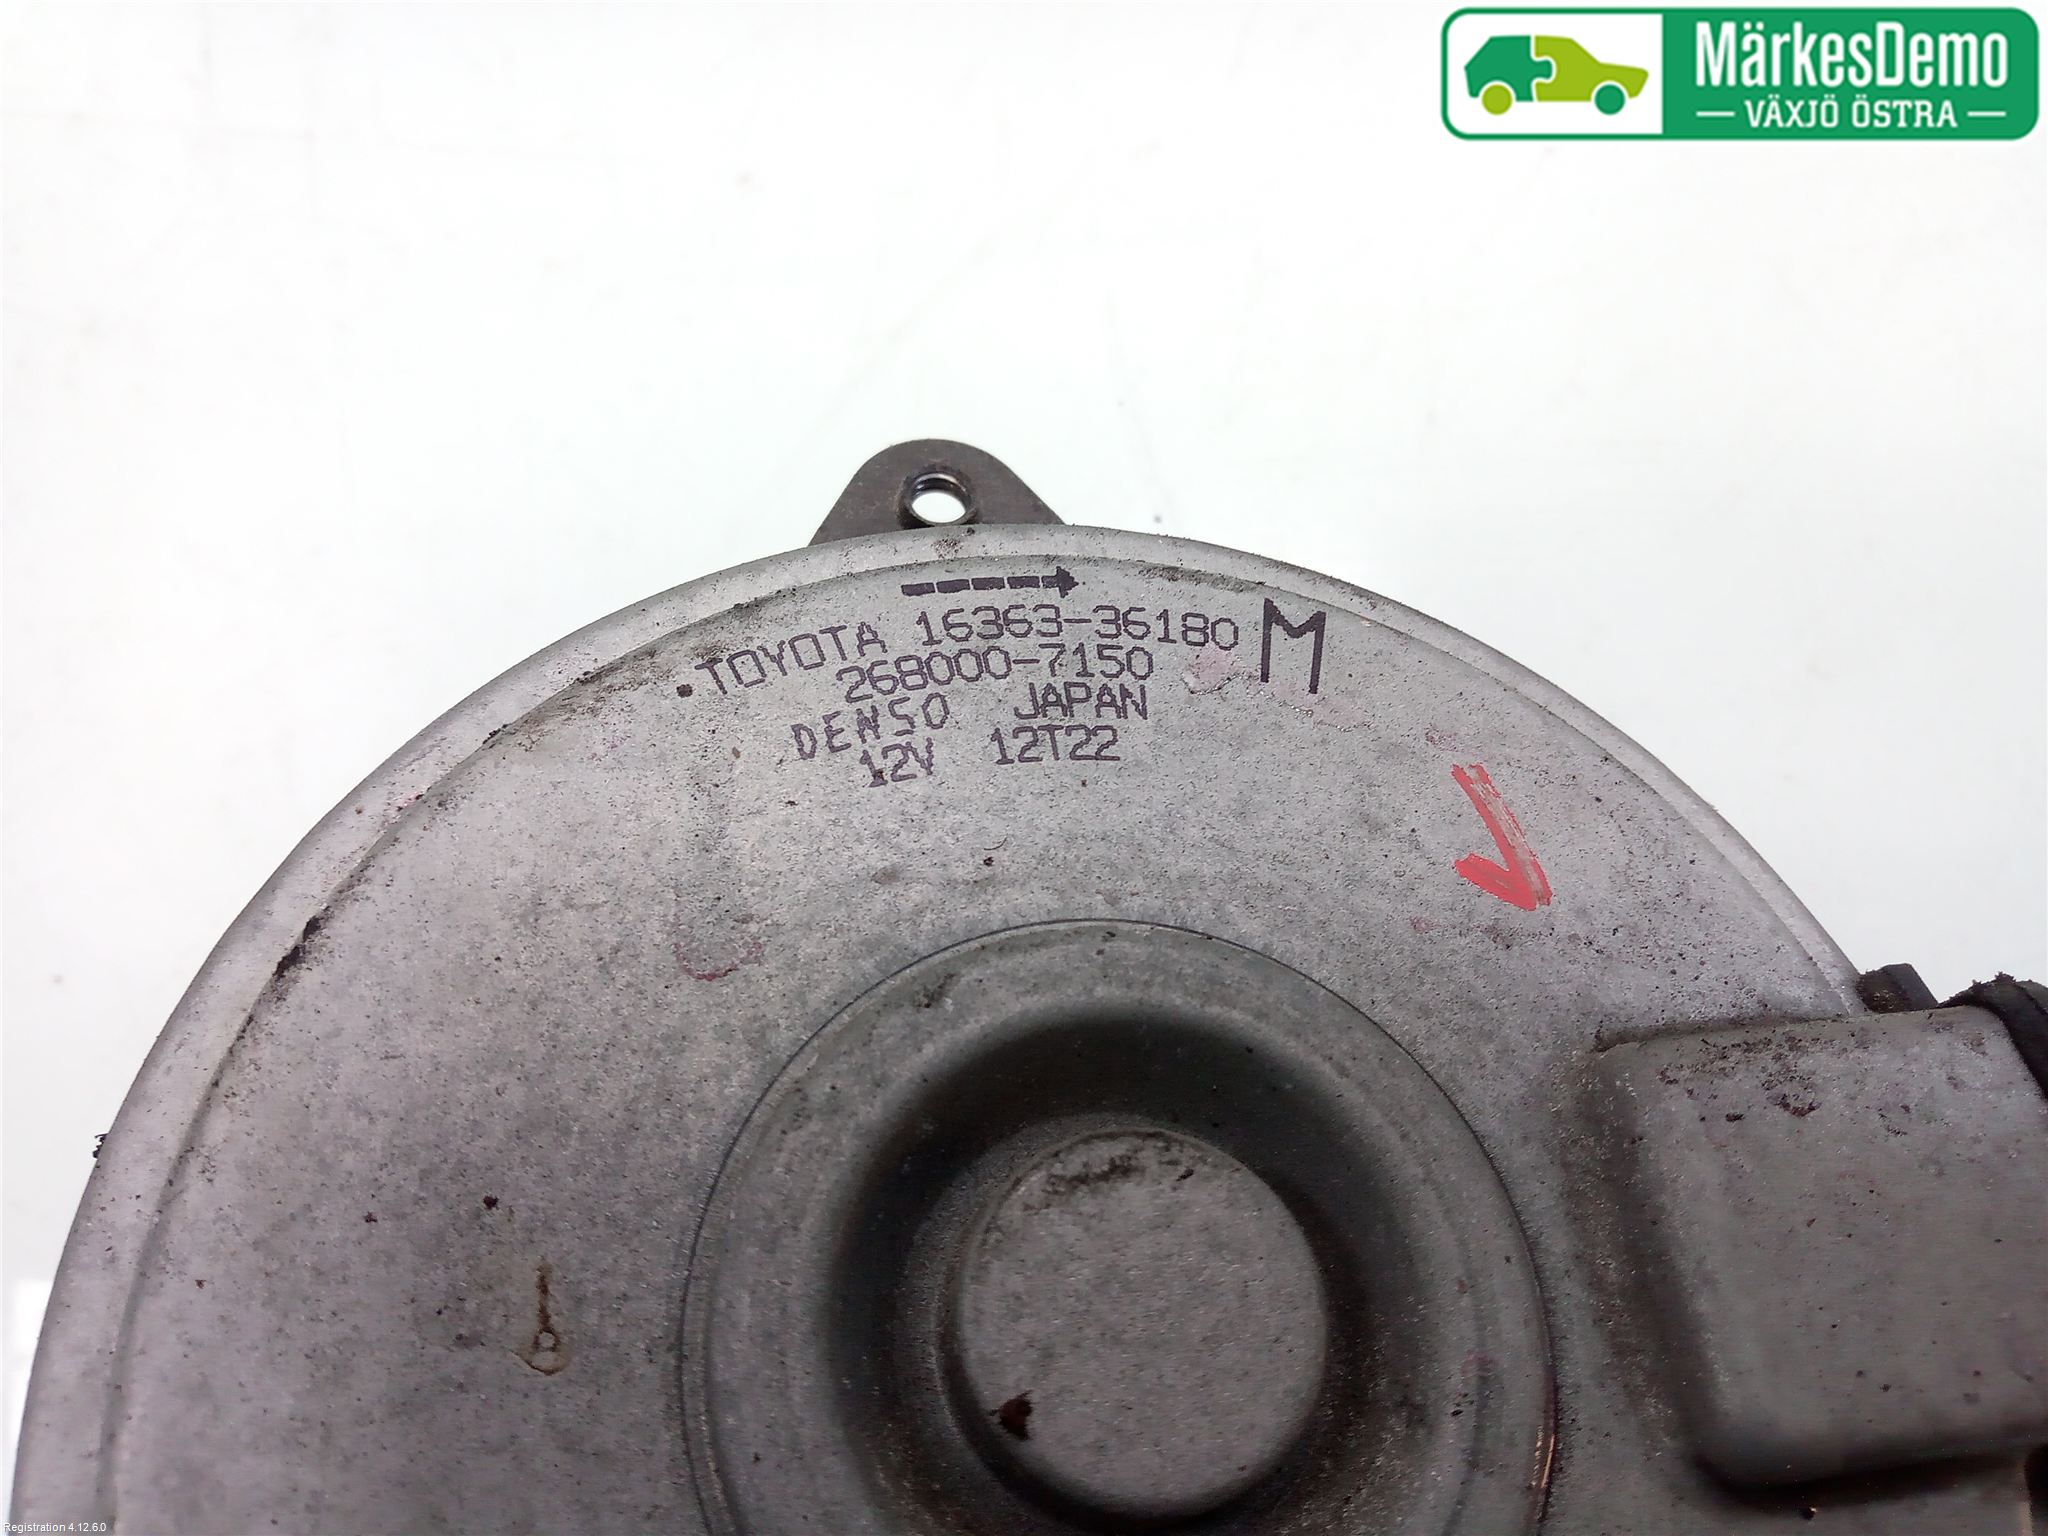 MärkesDemo
VÄXJÖ ÖSTRA
TOYOTA 16363-36180 M
268000-7150
DENSO JAPAN
12V 12T22
Registration 4.12.6.0